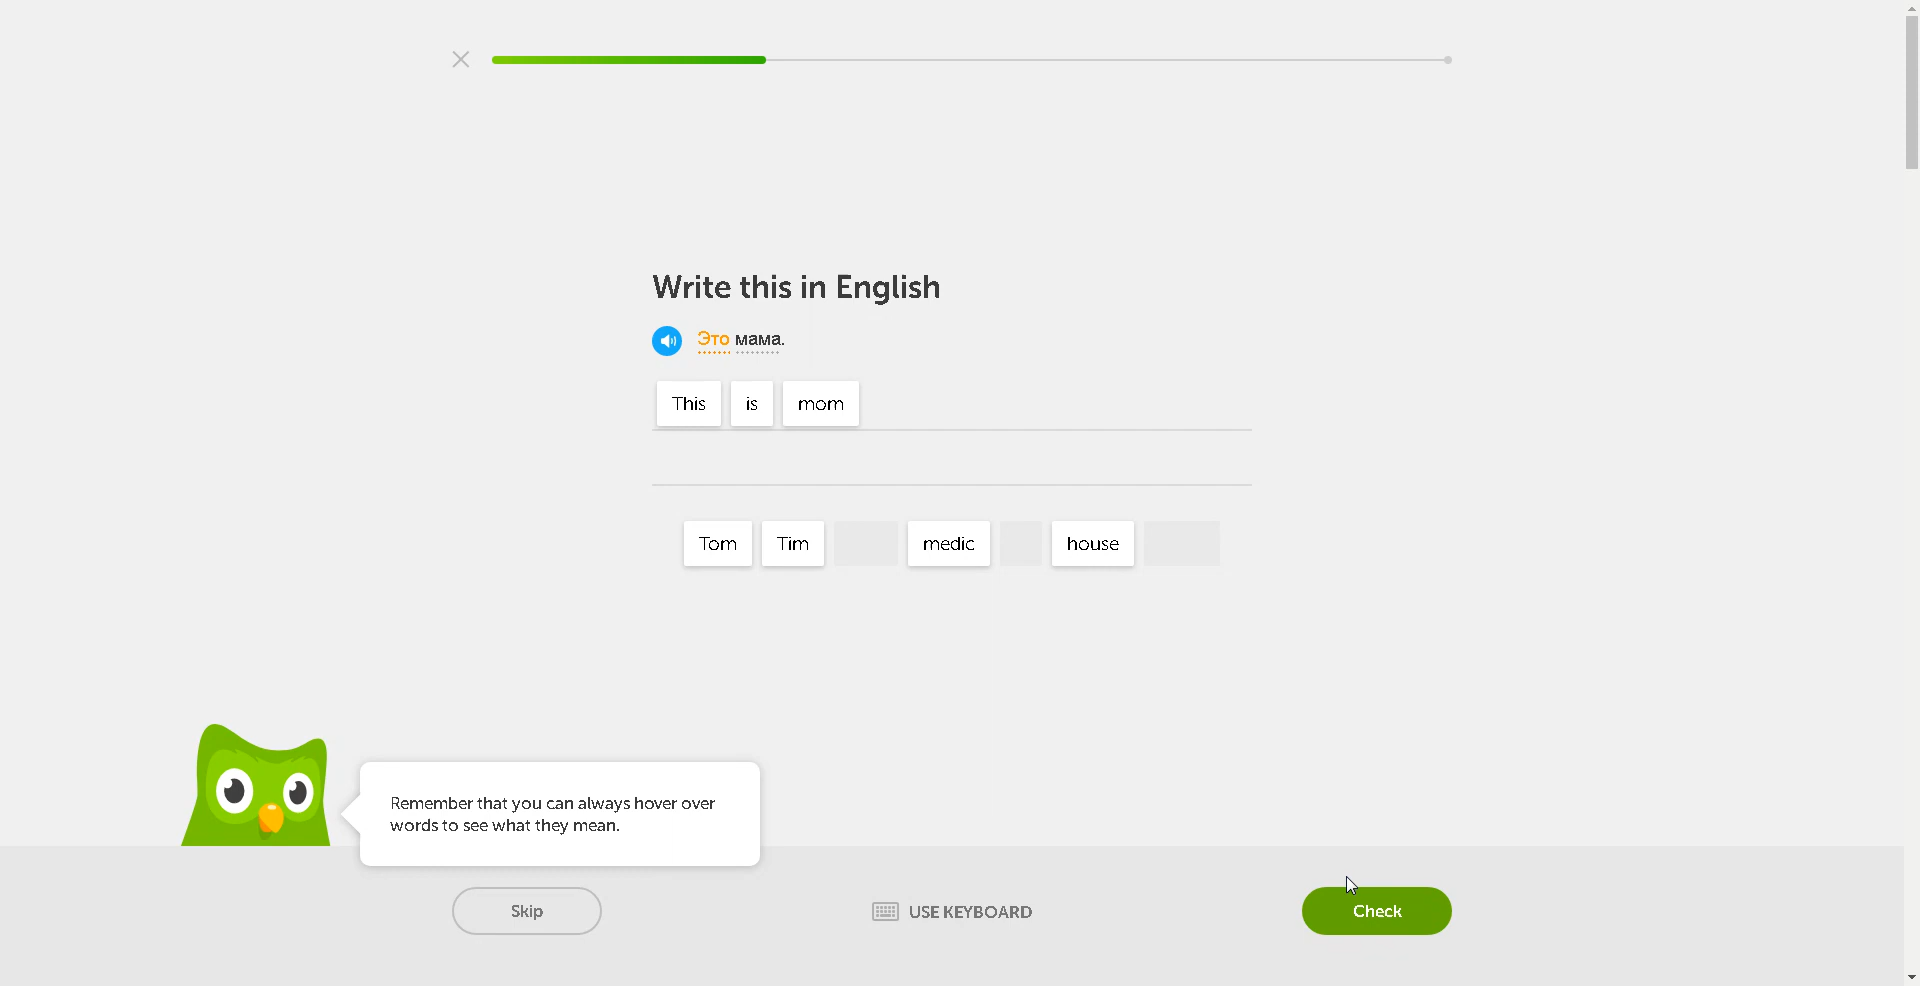 Write this in English
Это мама.
This is mom
Tom Tim medic house
Remember that you can always hover over
words to see what they mean.
Skip USE KEYBOARD Check